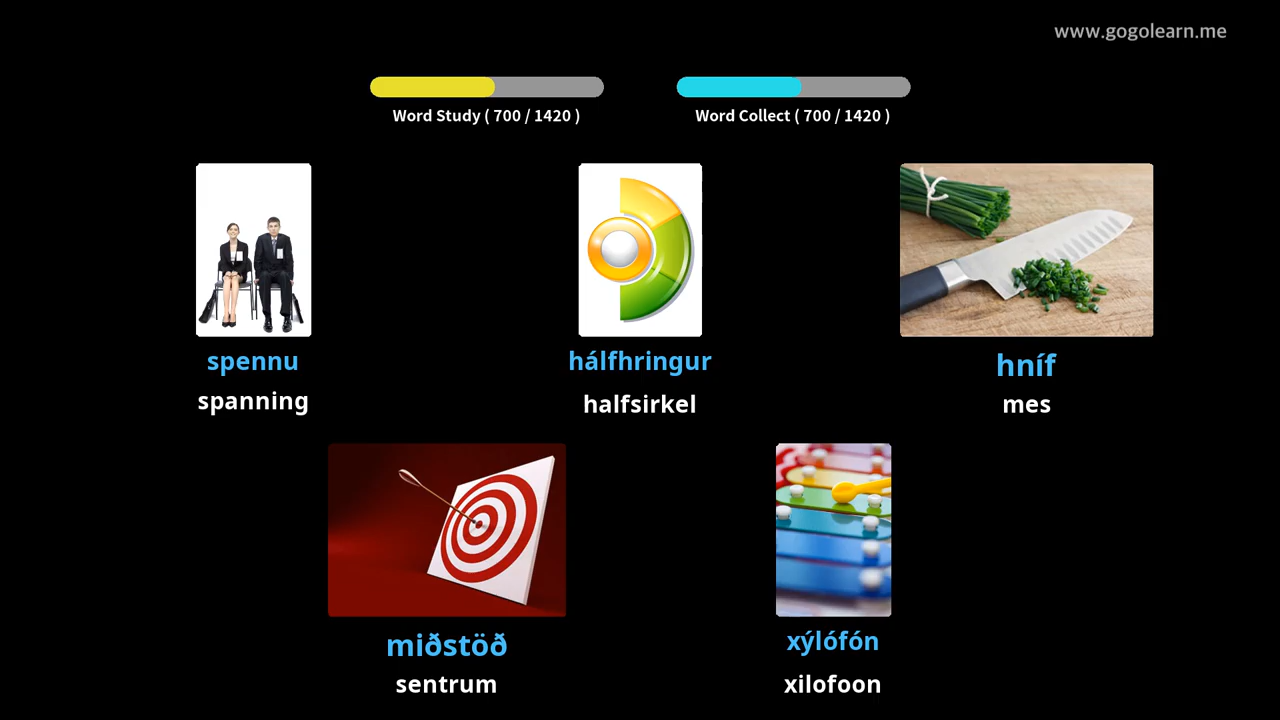 www.gogolearn.me
Word Study ( 700 / 1420 )
Word Collect ( 700 / 1420 )
spennu
spanning
hálfhringur
halfsirkel
hníf
mes
miðstöð
sentrum
xýlófón
xilofoon